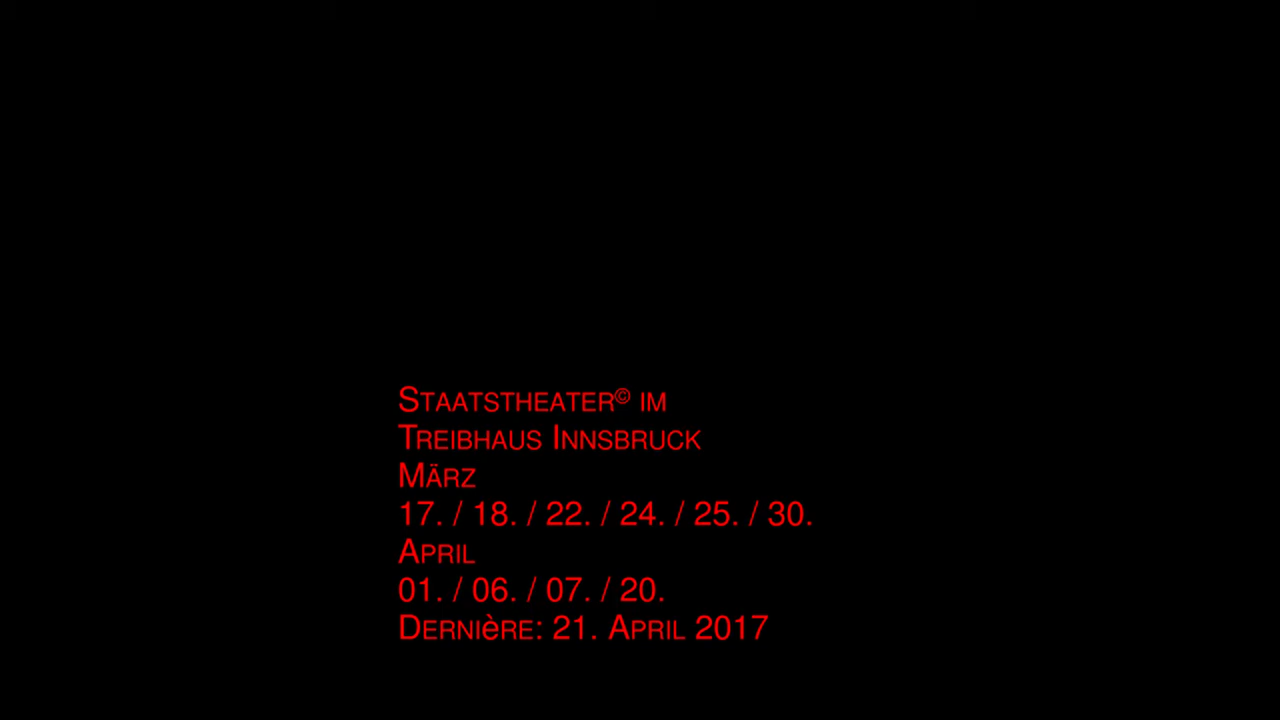 Staatstheater© im
Treibhaus Innsbruck
März
17. / 18. / 22. / 24. / 25. / 30.
April
01. / 06. / 07. / 20.
Dernière: 21. April 2017